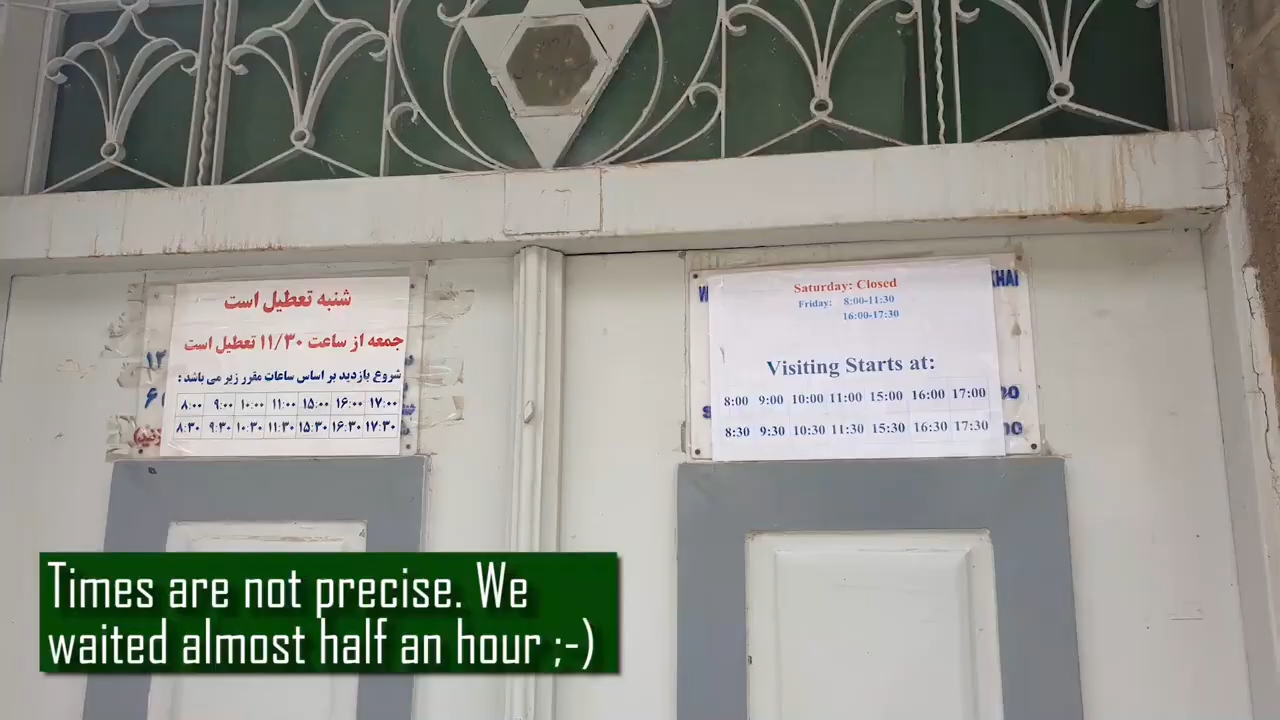 شنبه تعطیل است
جمعه از ساعت ۱۱/۳۰ تعطیل است
شروع بازدید بر اساس ساعات مقرر زیر می باشد :
۸:۰۰ ۹:۰۰ ۱۰:۰۰ ۱۱:۰۰ ۱۵:۰۰ ۱۶:۰۰ ۱۷:۰۰
۸:۳۰ ۹:۳۰ ۱۰:۳۰ ۱۱:۳۰ ۱۵:۳۰ ۱۶:۳۰ ۱۷:۳۰
Saturday: Closed
Friday: 8:00-11:30
16:00-17:30
Visiting Starts at:
8:00 9:00 10:00 11:00 15:00 16:00 17:00
8:30 9:30 10:30 11:30 15:30 16:30 17:30
Times are not precise. We
waited almost half an hour ;-)